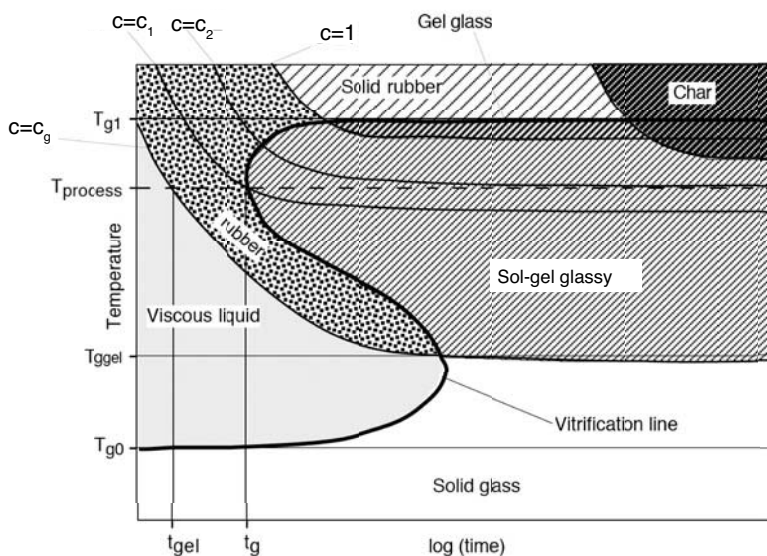 c=c1
c=c2
c=1
Gel glass
Solid rubber
Char
Tg1
c=cg
Tprocess
rubber
Temperature
Sol-gel glassy
Viscous liquid
Tggel
Vitrification line
Tg0
Solid glass
tgel
tg
log (time)